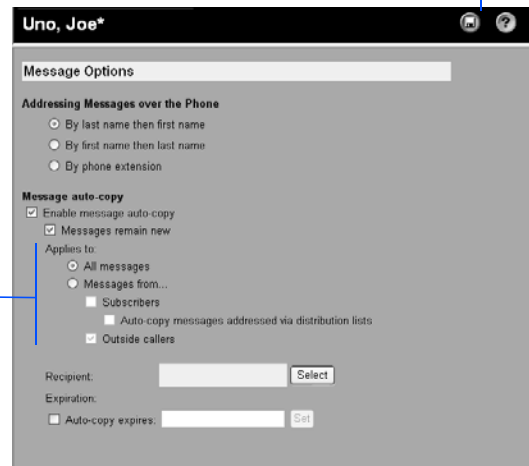 Uno, Joe*
?
Message Options
Addressing Messages over the Phone
By last name then first name
By first name then last name
By phone extension
Message auto-copy
Enable message auto-copy
Messages remain new
Applies to:
All messages
Messages from...
Subscribers
Auto-copy messages addressed via distribution lists
Outside callers
Recipient: Select
Expiration:
Auto-copy expires: Set